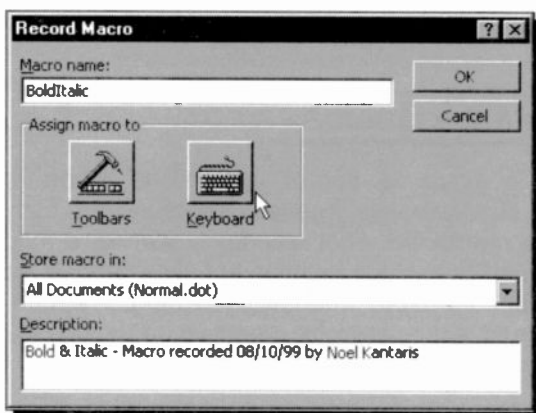 Record Macro
Macro name:
OK
BoldItalic
Cancel
Assign macro to
Toolbars Keyboard
Store macro in:
All Documents (Normal.dot)
Description:
Bold & Italic - Macro recorded 08/10/99 by Noel Kantaris